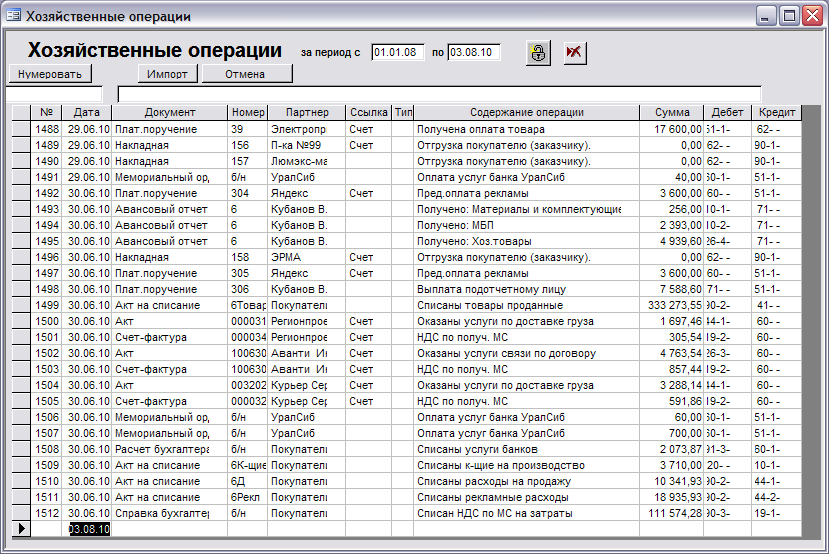 Хозяйственные операции
Хозяйственные операции за период с 01.01.08 по 03.08.10
Нумеровать Импорт Отмена
№ Дата Документ Номер Партнер Ссылка Тип Содержание операции Сумма Дебет Кредит
1488 29.06.10 Плат.поручение 39 Электропр Счет Получена оплата товара 17 600,00 51-1- 62- -
1489 29.06.10 Накладная 156 П-ка №99 Счет Отгрузка покупателю (заказчику). 0,00 62- - 90-1-
1490 29.06.10 Накладная 157 Люмэкс-ма Отгрузка покупателю (заказчику). 0,00 62- - 90-1-
1491 29.06.10 Мемориальный ор б/н УралСиб Оплата услуг банка УралСиб 40,00 60-1- 51-1-
1492 30.06.10 Плат.поручение 304 Яндекс Счет Пред.оплата рекламы 3 600,00 60- - 51-1-
1493 30.06.10 Авансовый отчет 6 Кубанов В. Получено: Материалы и комплектующие 256,00 10-1- 71- -
1494 30.06.10 Авансовый отчет 6 Кубанов В. Получено: МБП 2 393,00 10-2- 71- -
1495 30.06.10 Авансовый отчет 6 Кубанов В. Получено: Хоз.товары 4 939,60 26-4- 71- -
1496 30.06.10 Накладная 158 ЭРМА Счет Отгрузка покупателю (заказчику). 0,00 62- - 90-1-
1497 30.06.10 Плат.поручение 305 Яндекс Счет Пред.оплата рекламы 3 600,00 60- - 51-1-
1498 30.06.10 Плат.поручение 306 Кубанов В. Выплата подотчетному лицу 7 588,60 71- - 51-1-
1499 30.06.10 Акт на списание 6Товар Покупатели Списаны товары проданные 333 273,55 90-2- 41- -
1500 30.06.10 Акт 000031 Регионпрое Счет Оказаны услуги по доставке груза 1 697,46 44-1- 60- -
1501 30.06.10 Счет-фактура 000034 Регионпрое Счет НДС по получ. МС 305,54 19-2- 60- -
1502 30.06.10 Акт 100630 Аванти Ин Счет Оказаны услуги связи по договору 4 763,54 26-3- 60- -
1503 30.06.10 Счет-фактура 100630 Аванти Ин Счет НДС по получ. МС 857,44 19-2- 60- -
1504 30.06.10 Акт 003202 Курьер Сер Счет Оказаны услуги по доставке груза 3 288,14 44-1- 60- -
1505 30.06.10 Счет-фактура 000032 Курьер Сер Счет НДС по получ. МС 591,86 19-2- 60- -
1506 30.06.10 Мемориальный ор б/н УралСиб Оплата услуг банка УралСиб 60,00 60-1- 51-1-
1507 30.06.10 Мемориальный ор б/н УралСиб Оплата услуг банка УралСиб 700,00 60-1- 51-1-
1508 30.06.10 Расчет бухгалтера б/н Покупатели Списаны услуги банков 2 073,87 91-3- 60-1-
1509 30.06.10 Акт на списание 6К-щие Покупатели Списаны к-щие на производство 3 710,00 20- - 10-1-
1510 30.06.10 Акт на списание 6Д Покупатели Списаны расходы на продажу 10 341,93 90-2- 44-1-
1511 30.06.10 Акт на списание 6Рекл Покупатели Списаны рекламные расходы 18 935,93 90-2- 44-2-
1512 30.06.10 Справка бухгалтер б/н Покупатели Списан НДС по МС на затраты 111 574,28 90-3- 19-1-
03.08.10